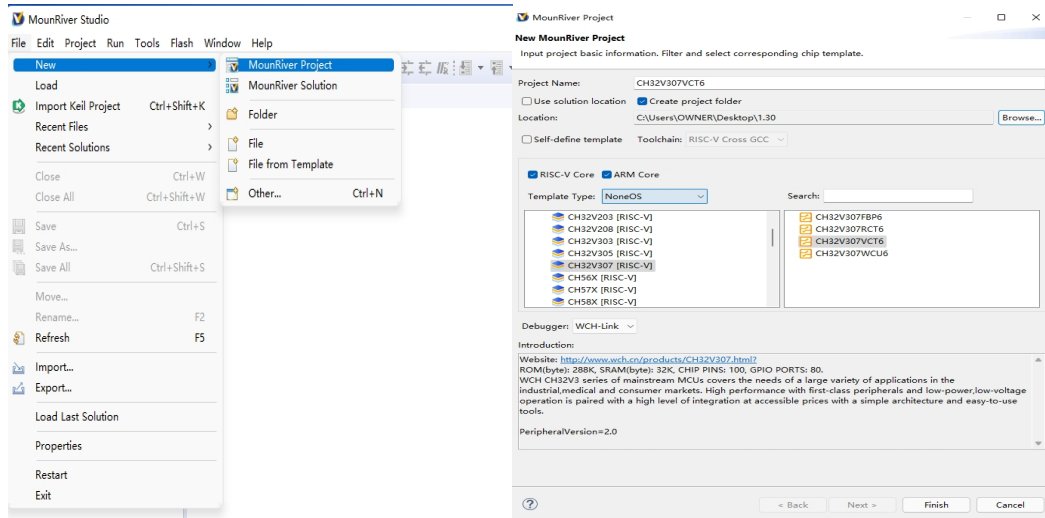 MounRiver Studio
File Edit Project Run Tools Flash Window Help
New
Load
Import Keil Project Ctrl+Shift+K
Recent Files
Recent Solutions
Close Ctrl+W
Close All Ctrl+Shift+W
Save Ctrl+S
Save As...
Save All Ctrl+Shift+S
Move...
Rename... F2
Refresh F5
Import...
Export...
Load Last Solution
Properties
Restart
Exit
MounRiver Project
MounRiver Solution
Folder
File
File from Template
Other... Ctrl+N
MounRiver Project
New MounRiver Project
Input project basic information. Filter and select corresponding chip template.
Project Name: CH32V307VCT6
Use solution location Create project folder
Location: C:\Users\OWNER\Desktop\1.30 Browse...
Self-define template Toolchain: RISC-V Cross GCC
RISC-V Core ARM Core
Template Type: NoneOS Search:
CH32V203 [RISC-V]
CH32V208 [RISC-V]
CH32V303 [RISC-V]
CH32V305 [RISC-V]
CH32V307 [RISC-V]
CH56X [RISC-V]
CH57X [RISC-V]
CH58X [RISC-V]
CH32V307FBP6
CH32V307RCT6
CH32V307VCT6
CH32V307WCU6
Debugger: WCH-Link
Introduction:
Website: http://www.wch.cn/products/CH32V307.html?
ROM(byte): 288K, SRAM(byte): 32K, CHIP PINS: 100, GPIO PORTS: 80.
WCH CH32V3 series of mainstream MCUs covers the needs of a large variety of applications in the
industrial,medical and consumer markets. High performance with first-class peripherals and low-power,low-voltage
operation is paired with a high level of integration at accessible prices with a simple architecture and easy-to-use
tools.
PeripheralVersion=2.0
< Back Next > Finish Cancel